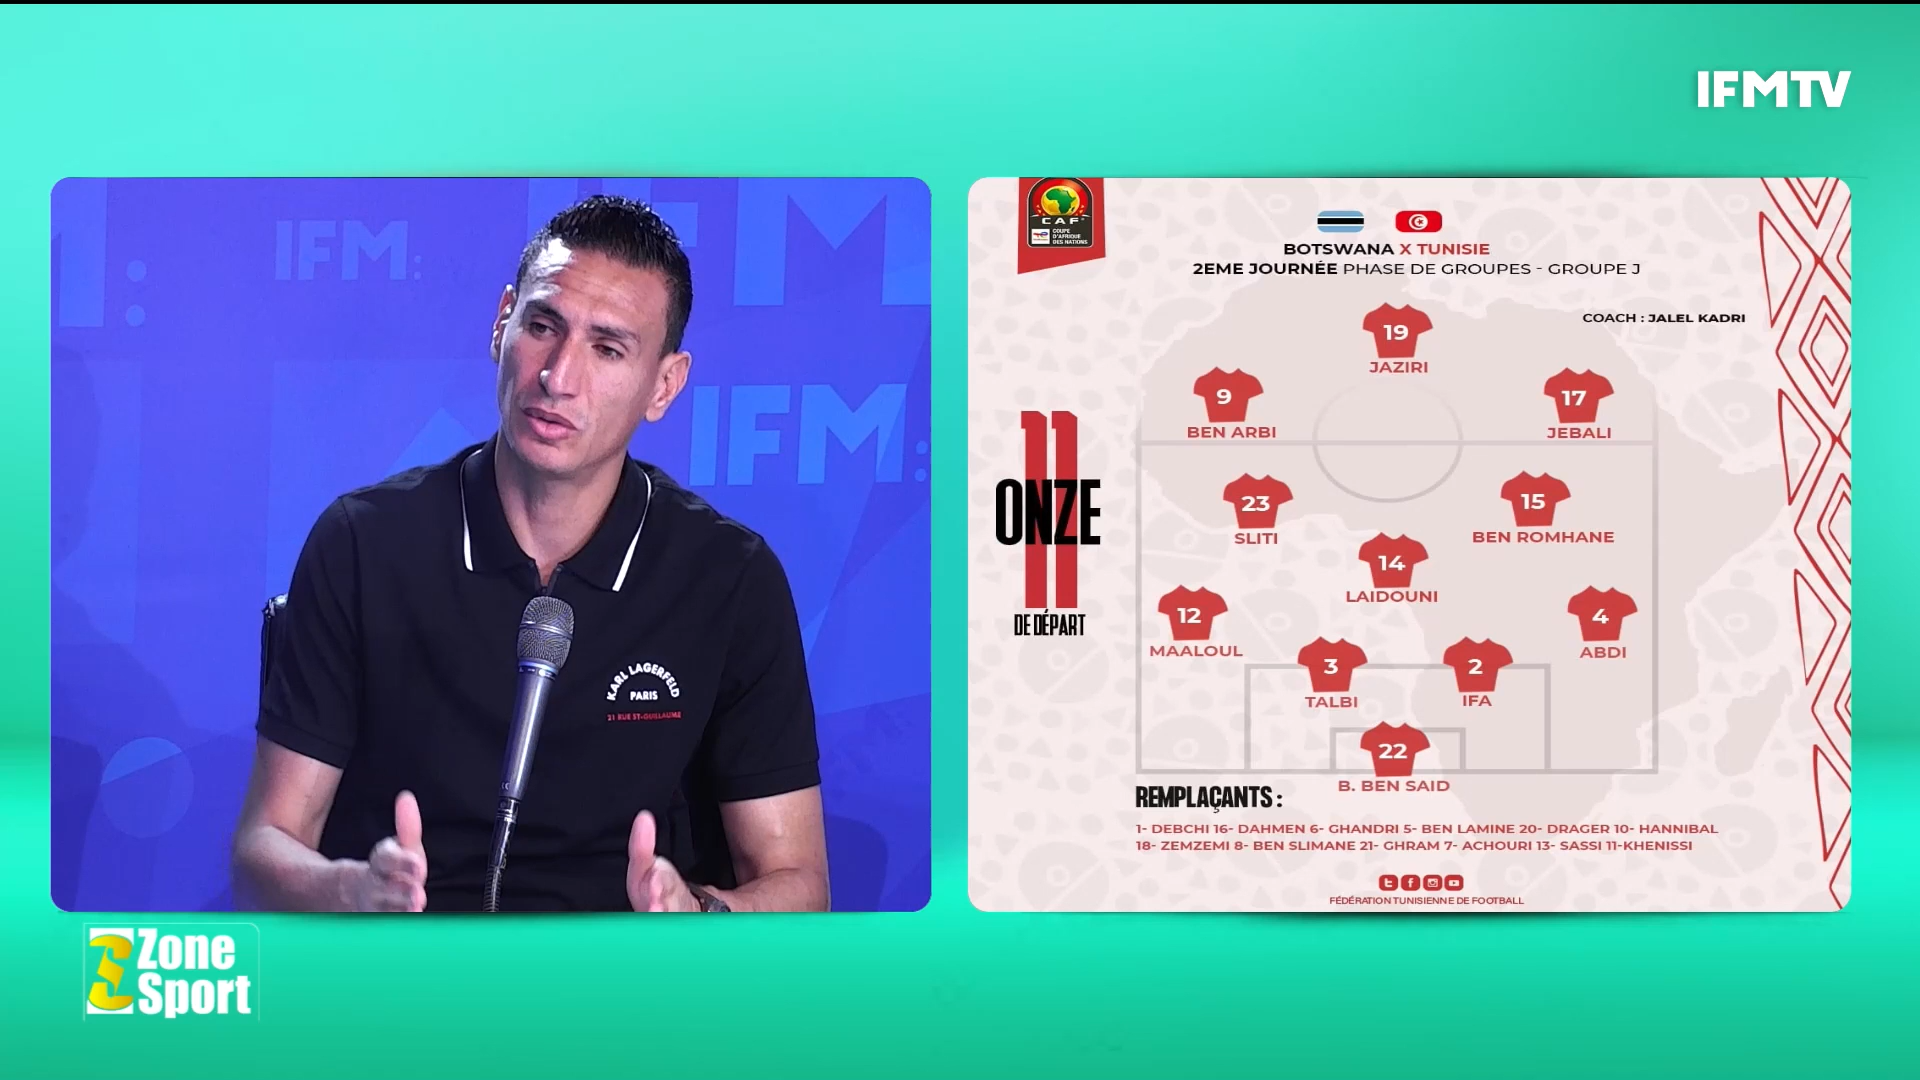 IFMTV
IFM:
M
IFM:
KARL LAGERFELD
PARIS
21 RUE ST-GUILLAUME
Zone
Sport
CAF
COUPE
D'AFRIQUE
DES NATIONS
BOTSWANA X TUNISIE
2EME JOURNÉE PHASE DE GROUPES - GROUPE J
COACH : JALEL KADRI
11
ONZE
DE DÉPART
19
JAZIRI
9
BEN ARBI
17
JEBALI
23
SLITI
15
BEN ROMHANE
14
LAIDOUNI
12
MAALOUL
4
ABDI
3
TALBI
2
IFA
22
B. BEN SAID
REMPLAÇANTS :
1- DEBCHI 16- DAHMEN 6- GHANDRI 5- BEN LAMINE 20- DRAGER 10- HANNIBAL
18- ZEMZEMI 8- BEN SLIMANE 21- GHRAM 7- ACHOURI 13- SASSI 11-KHENISSI
FÉDÉRATION TUNISIENNE DE FOOTBALL